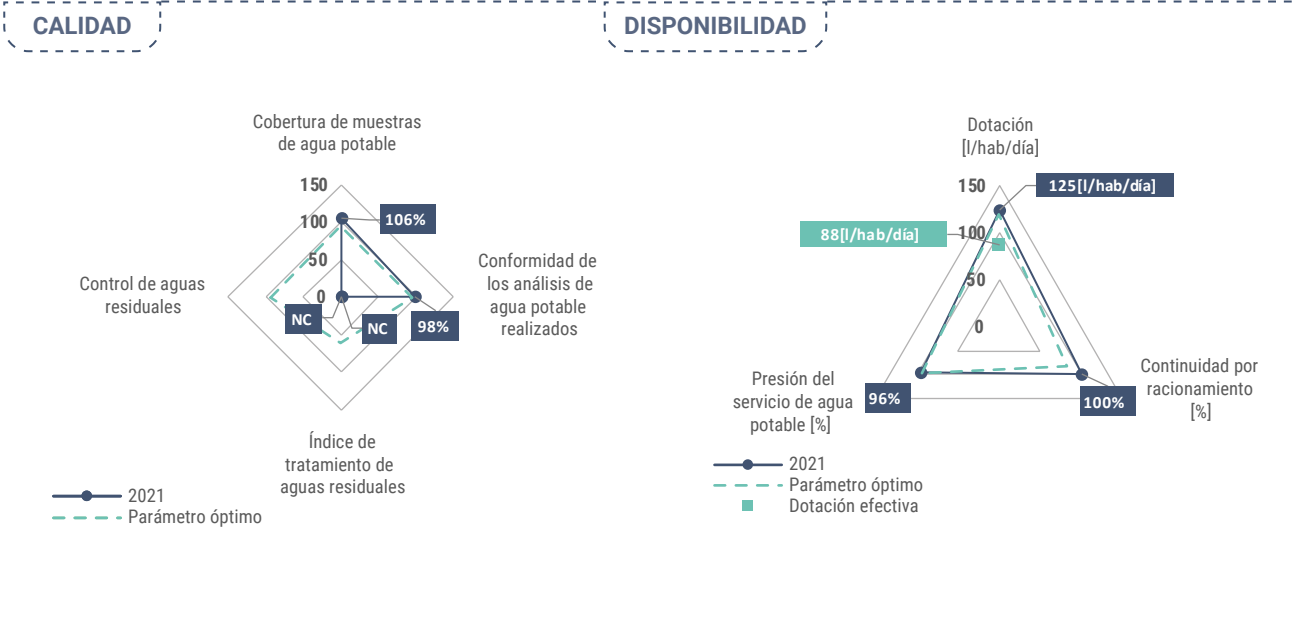 CALIDAD
Cobertura de muestras
de agua potable
150
100
50
0
106%
98%
NC
NC
Conformidad de
los análisis de
agua potable
realizados
Control de aguas
residuales
Índice de
tratamiento de
aguas residuales
2021
Parámetro óptimo
DISPONIBILIDAD
Dotación
[l/hab/día]
150
100
50
0
125[l/hab/día]
88[l/hab/día]
Presión del
servicio de agua
potable [%]
96%
100%
Continuidad por
racionamiento
[%]
2021
Parámetro óptimo
Dotación efectiva